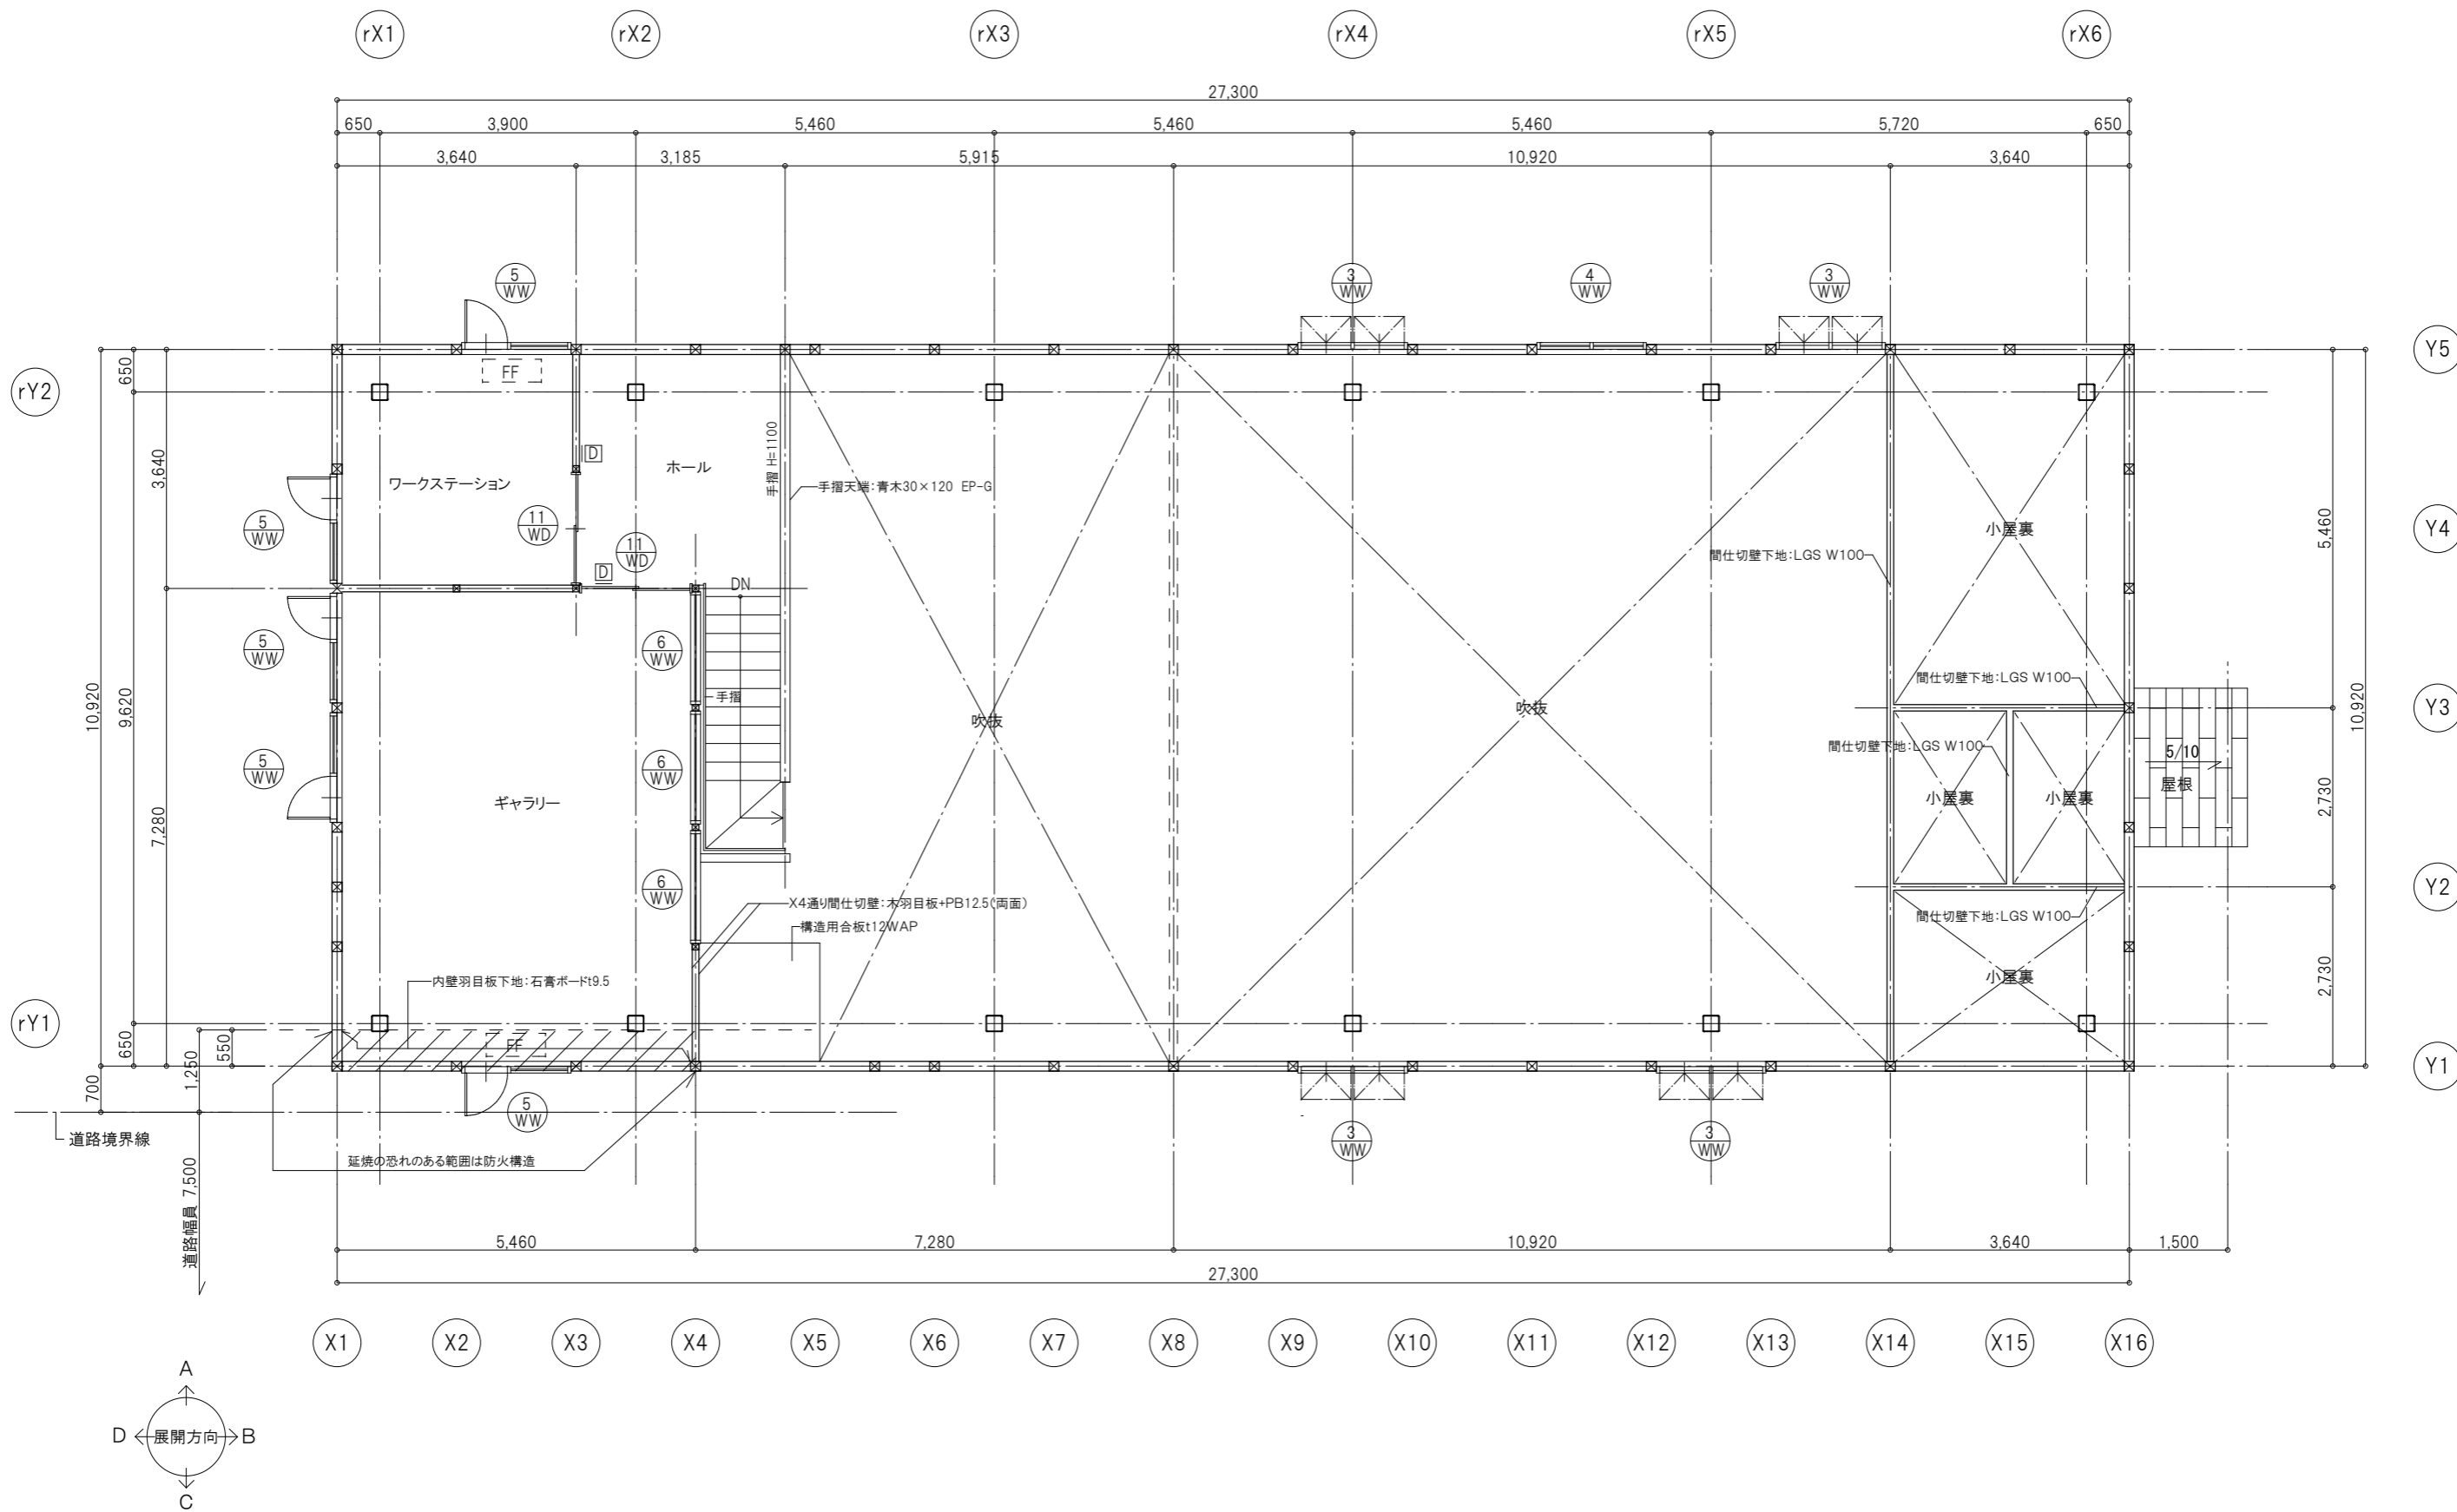 rX1 rX2 rX3 rX4 rX5 rX6
27,300
650 3,900 5,460 5,460 5,460 5,720 650
3,640 3,185 5,915 10,920 3,640
5
WW
3
WW
4
WW
3
WW
Y5
rY2
650
FF
3,640
手摺 H=1100
D
ホール
ワークステーション
手摺天端:青木30×120 EP-G
11
WD
5
WW
11
WD
小屋裏
Y4
5,460
間仕切壁下地:LGS W100
D
DN
5
WW
6
WW
間仕切壁下地:LGS W100
手摺
10,920
9,620
吹抜
吹抜
Y3
10,920
間仕切壁下地:LGS W100
5/10
屋根
5
WW
6
WW
ギャラリー
小屋裏
小屋裏
2,730
7,280
6
WW
Y2
X4通り間仕切壁:木羽目板+PB12.5(両面)
構造用合板t12WAP
間仕切壁下地:LGS W100
小屋裏
2,730
内壁羽目板下地:石膏ボードt9.5
rY1
650
550
1,250
700
FF
Y1
5
WW
3
WW
3
WW
道路境界線
延焼の恐れのある範囲は防火構造
道路幅員 7,500
5,460 7,280 10,920 3,640 1,500
27,300
X1 X2 X3 X4 X5 X6 X7 X8 X9 X10 X11 X12 X13 X14 X15 X16
A
D 展開方向 B
C